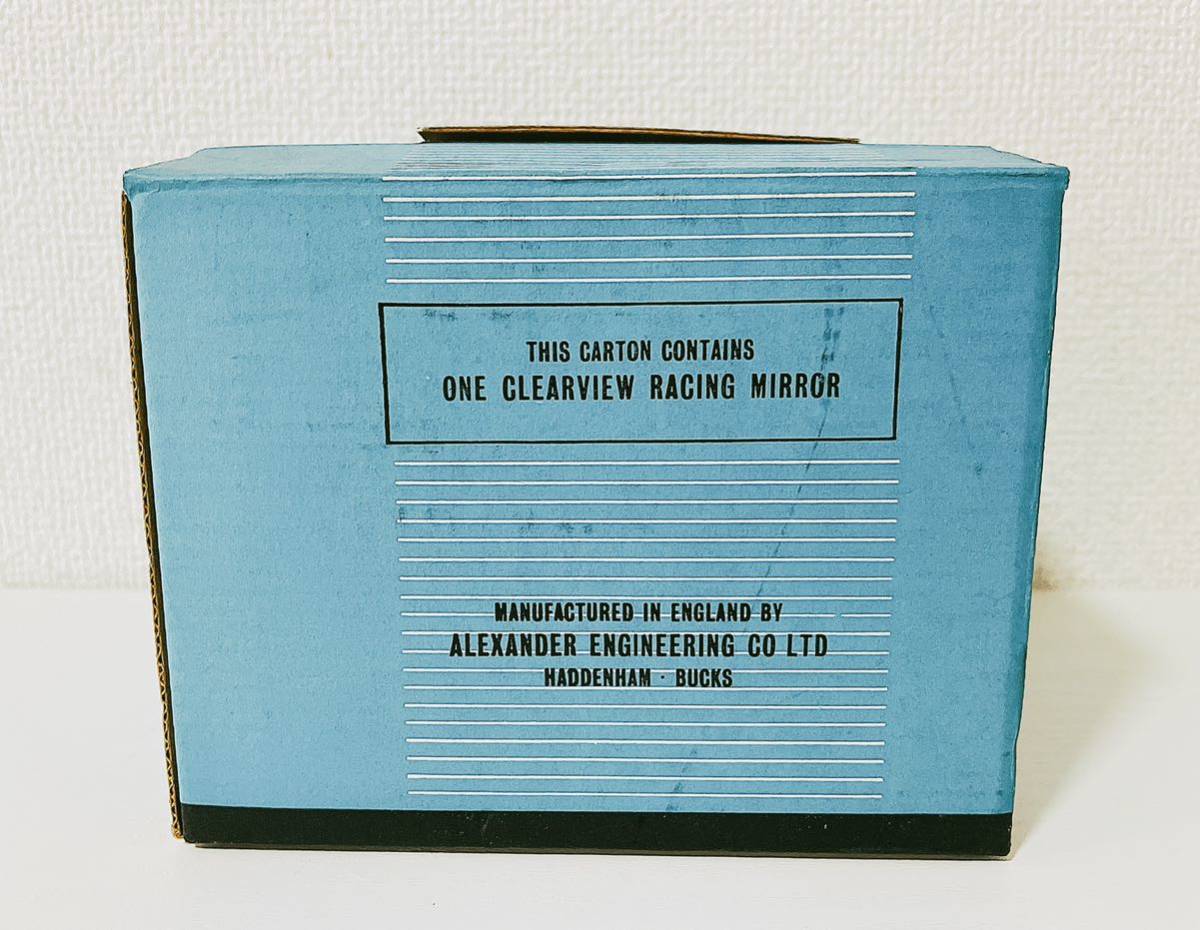 THIS CARTON CONTAINS
ONE CLEARVIEW RACING MIRROR
MANUFACTURED IN ENGLAND BY
ALEXANDER ENGINEERING CO LTD
HADDENHAM · BUCKS